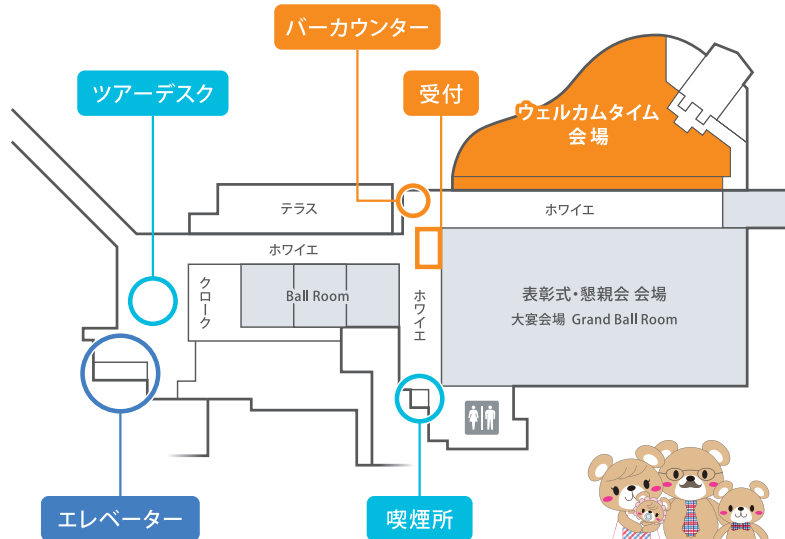 バーカウンター
ツアーデスク
受付
ウェルカムタイム
会場
テラス
ホワイエ
ホワイエ
クローク
Ball Room
ホワイエ
表彰式・懇親会 会場
大宴会場 Grand Ball Room
エレベーター
喫煙所